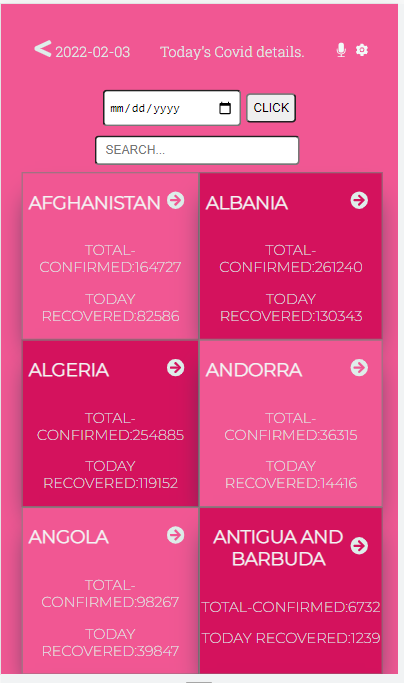 < 2022-02-03 Today's Covid details.
mm/dd/yyyy CLICK
SEARCH...
AFGHANISTAN
TOTAL-
CONFIRMED:164727
TODAY
RECOVERED:82586
ALBANIA
TOTAL-
CONFIRMED:261240
TODAY
RECOVERED:130343
ALGERIA
TOTAL-
CONFIRMED:254885
TODAY
RECOVERED:119152
ANDORRA
TOTAL-
CONFIRMED:36315
TODAY
RECOVERED:14416
ANGOLA
TOTAL-
CONFIRMED:98267
TODAY
RECOVERED:39847
ANTIGUA AND
BARBUDA
TOTAL-CONFIRMED:6732
TODAY RECOVERED:1239